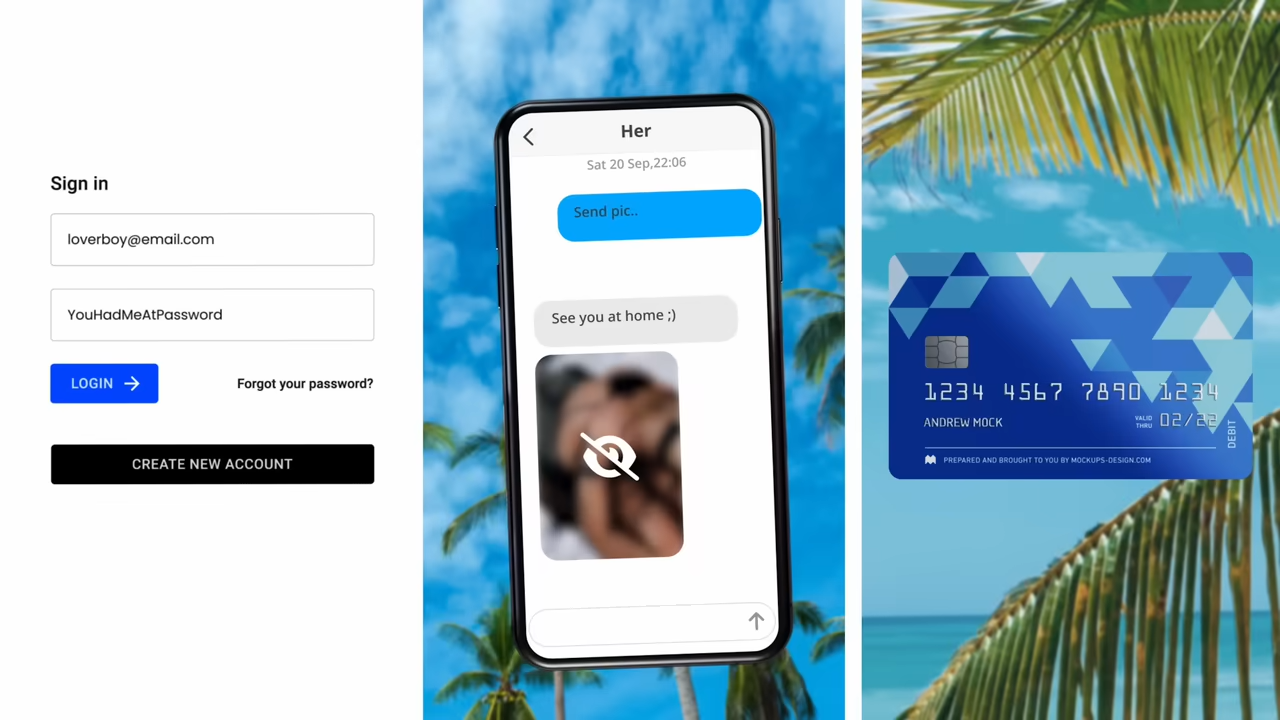 Sign in
loverboy@email.com
YouHadMeAtPassword
LOGIN
Forgot your password?
CREATE NEW ACCOUNT
Her
Sat 20 Sep,22:06
Send pic..
See you at home ;)
1234 4567 7890 1234
ANDREW MOCK
VALID
THRU
02/22
DEBIT
PREPARED AND BROUGHT TO YOU BY MOCKUPS-DESIGN.COM